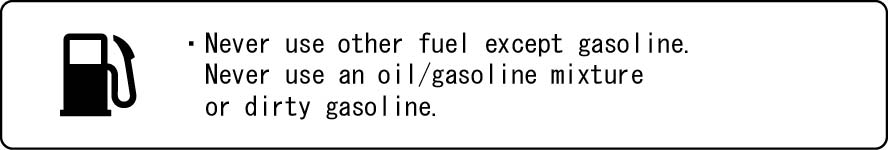 ・Never use other fuel except gasoline.
Never use an oil/gasoline mixture
or dirty gasoline.